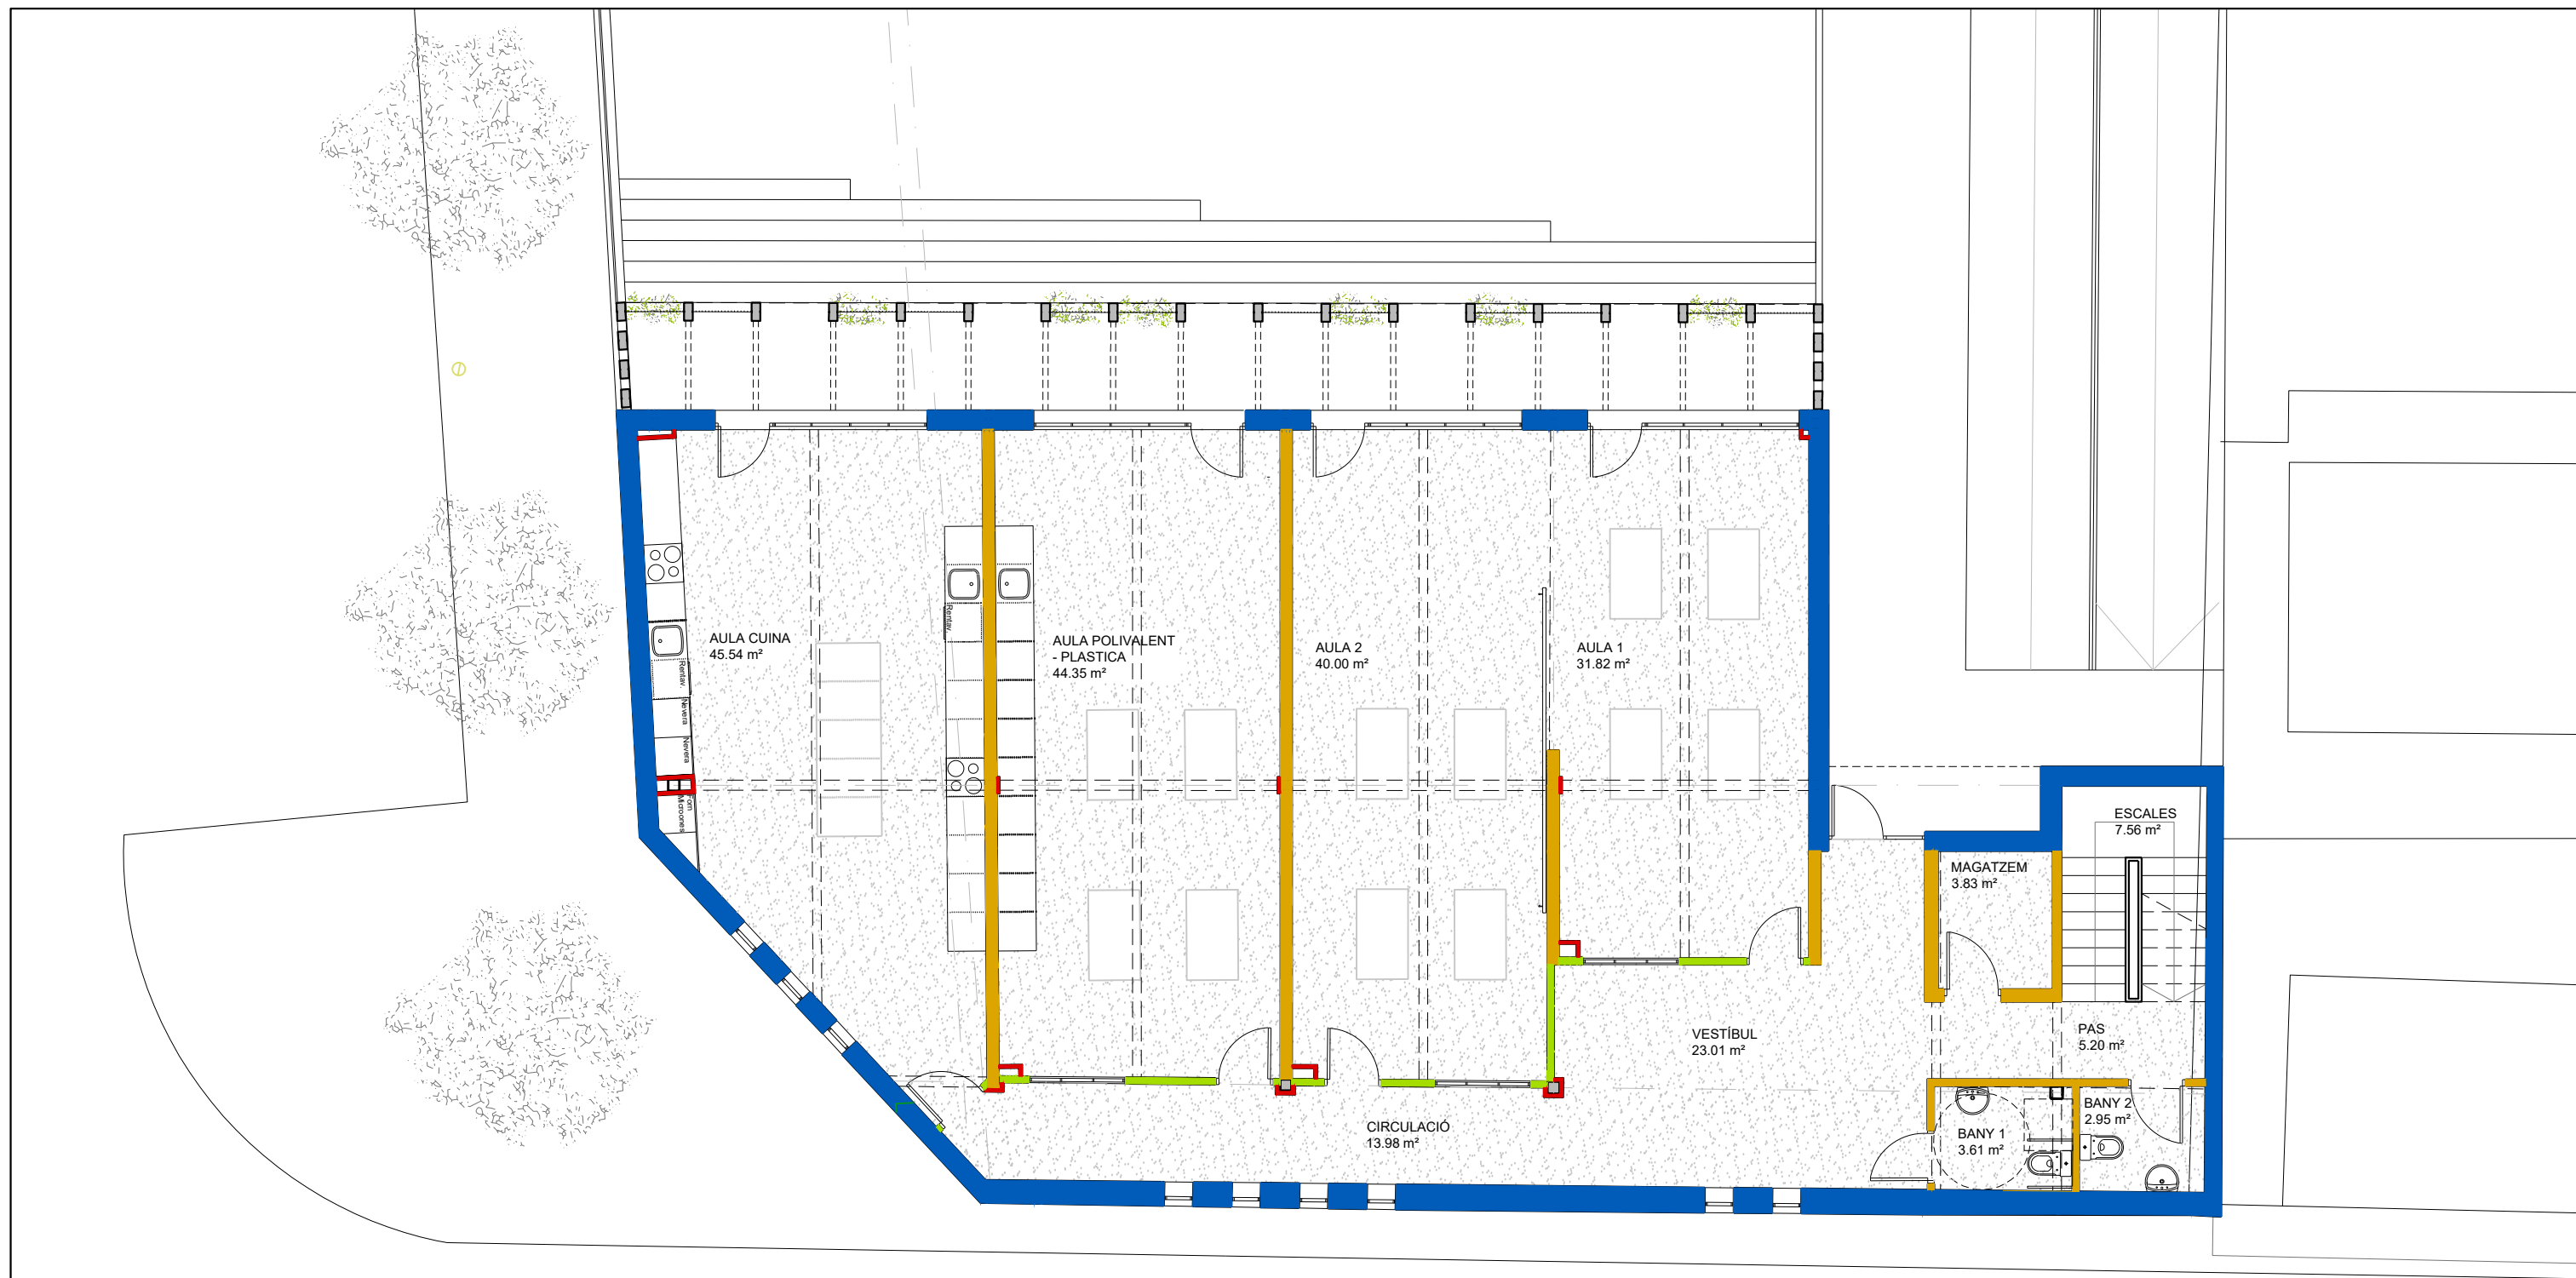 AULA CUINA
45.54 m²
Rentav.
Nevera
Nevera
Forn
Microones
Rentav.
AULA POLIVALENT
- PLASTICA
44.35 m²
AULA 2
40.00 m²
AULA 1
31.82 m²
ESCALES
7.56 m²
MAGATZEM
3.83 m²
VESTÍBUL
23.01 m²
PAS
5.20 m²
CIRCULACIÓ
13.98 m²
BANY 1
3.61 m²
BANY 2
2.95 m²